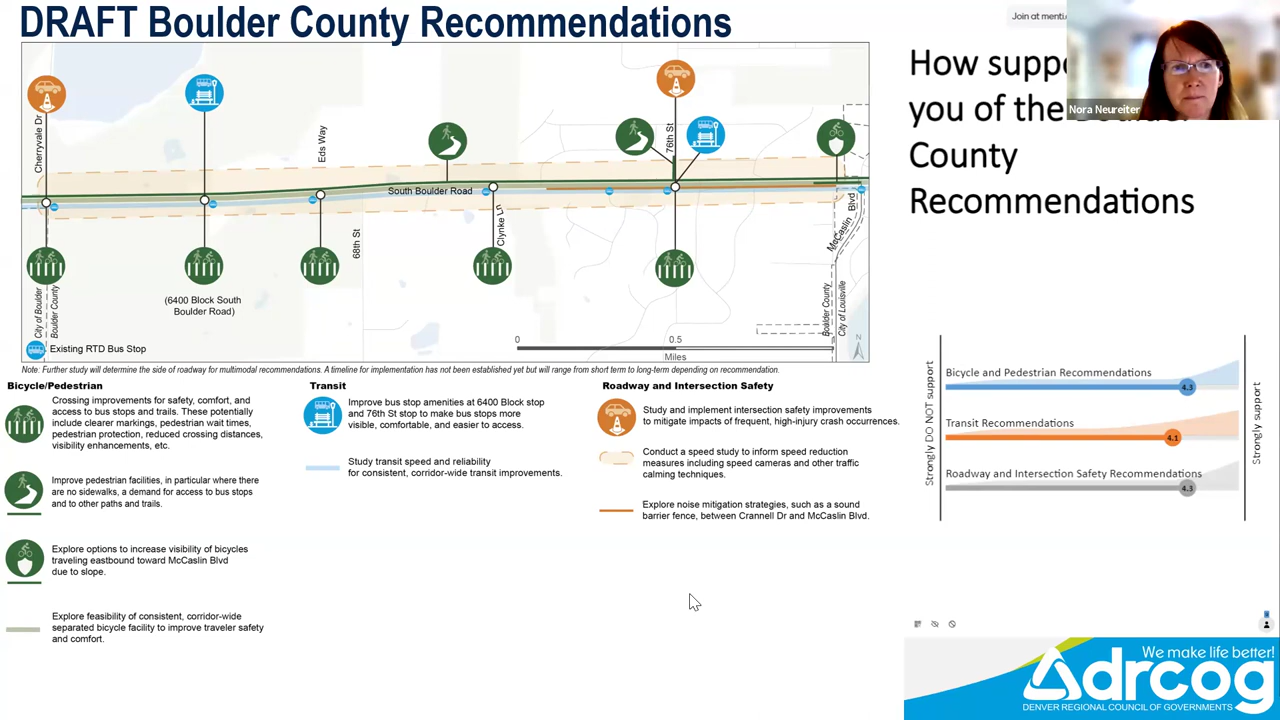 DRAFT Boulder County Recommendations
Cherryvale Dr
Eds Way
76th St
South Boulder Road
68th St
Clynke Ln
McCaslin Blvd
(6400 Block South
Boulder Road)
City of Boulder
Boulder County
Boulder County
City of Louisville
Existing RTD Bus Stop
0
0.5
1
Miles
N
Note: Further study will determine the side of roadway for multimodal recommendations. A timeline for implementation has not been established yet but will range from short term to long-term depending on recommendation.
Bicycle/Pedestrian
Crossing improvements for safety, comfort, and
access to bus stops and trails. These potentially
include clearer markings, pedestrian wait times,
pedestrian protection, reduced crossing distances,
visibility enhancements, etc.
Improve pedestrian facilities, in particular where there
are no sidewalks, a demand for access to bus stops
and to other paths and trails.
Explore options to increase visibility of bicycles
traveling eastbound toward McCaslin Blvd
due to slope.
Explore feasibility of consistent, corridor-wide
separated bicycle facility to improve traveler safety
and comfort.
Transit
Improve bus stop amenities at 6400 Block stop
and 76th St stop to make bus stops more
visible, comfortable, and easier to access.
Study transit speed and reliability
for consistent, corridor-wide transit improvements.
Roadway and Intersection Safety
Study and implement intersection safety improvements
to mitigate impacts of frequent, high-injury crash occurrences.
Conduct a speed study to inform speed reduction
measures including speed cameras and other traffic
calming techniques.
Explore noise mitigation strategies, such as a sound
barrier fence, between Crannell Dr and McCaslin Blvd.
Join at menti.c
Nora Neureiter
How supp
you of the
County
Recommendations
Strongly DO NOT support
Bicycle and Pedestrian Recommendations
4.3
Transit Recommendations
4.1
Roadway and Intersection Safety Recommendations
4.3
Strongly support
We make life better!
drcog
DENVER REGIONAL COUNCIL OF GOVERNMENTS